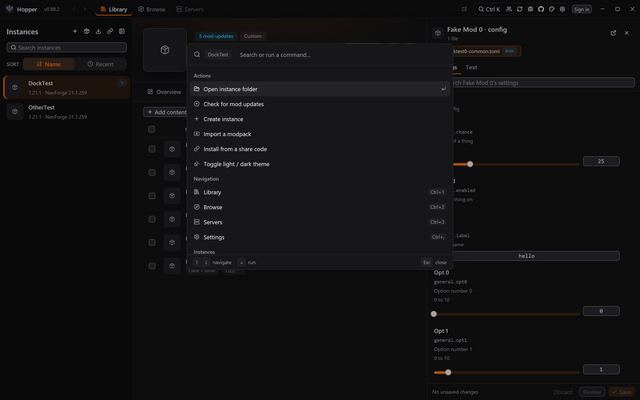 Hopper v0.88.2 Library Browse Servers Ctrl K Sign in
Instances
Search instances
SORT Name Recent
DockTest
1.21.1 · NeoForge 21.1.259
OtherTest
1.21.1 · NeoForge 21.1.259
5 mod updates Custom
Overview
Add content
DockTest Search or run a command...
Actions
Open instance folder
Check for mod updates
Create instance
Import a modpack
Install from a share code
Toggle light / dark theme
Navigation
Library Ctrl+1
Browse Ctrl+2
Servers Ctrl+3
Settings Ctrl+,
Instances
navigate run Esc close
Fake Mod 0 · config
1 file
Text
Search Fake Mod 0's settings
25
hello
Opt 0
general.opt0
Option number 0
0 to 10
0
Opt 1
general.opt1
Option number 1
0 to 10
1
No unsaved changes Discard Review Save